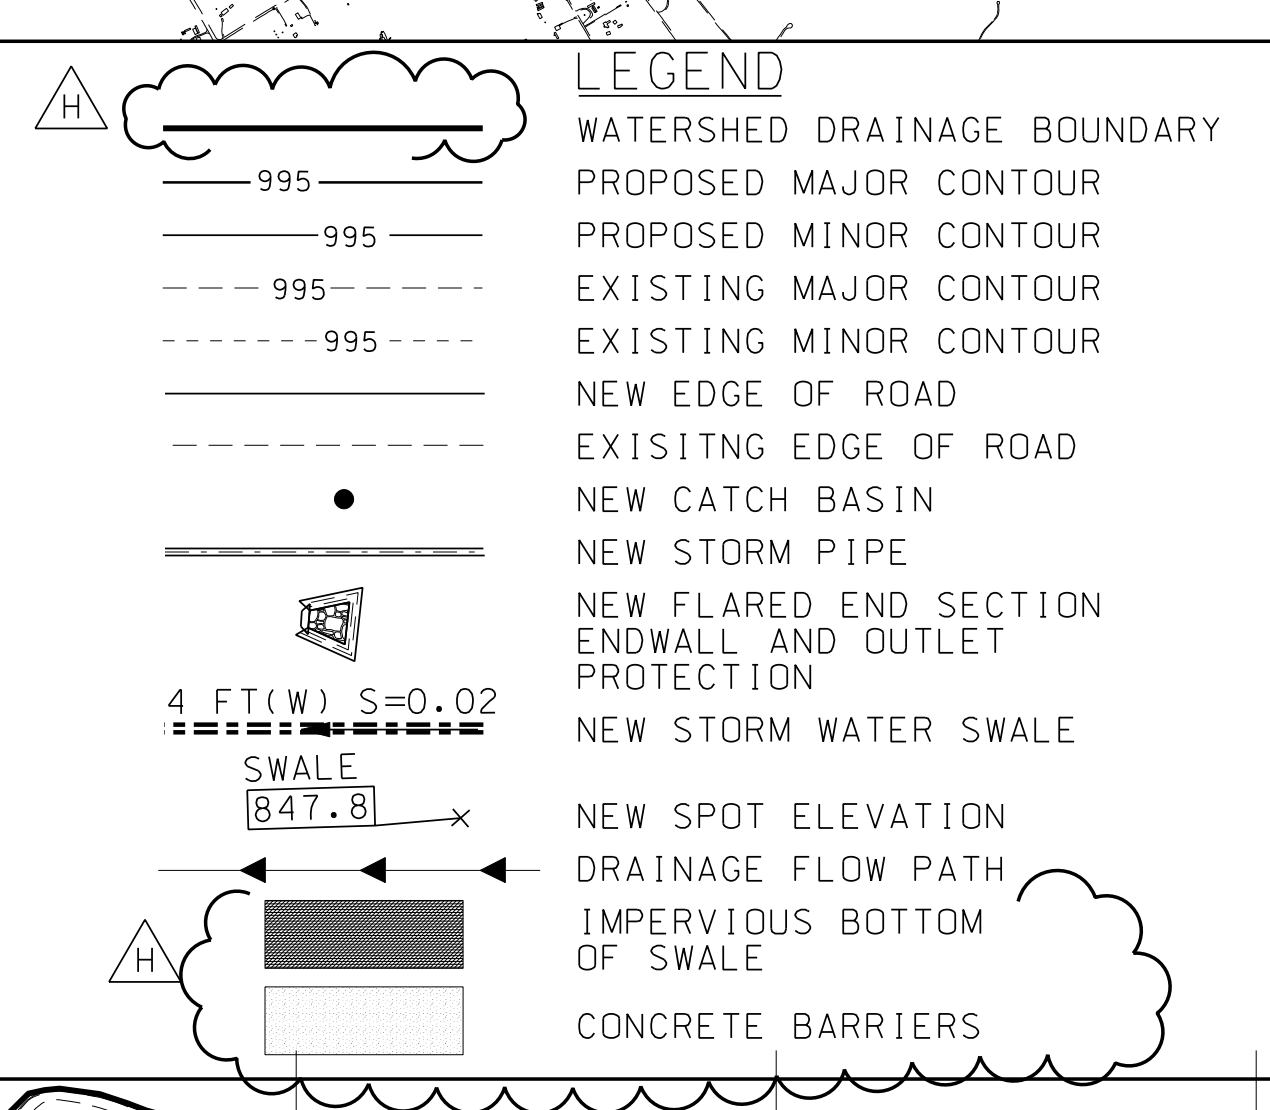 LEGEND
H
WATERSHED DRAINAGE BOUNDARY
995 PROPOSED MAJOR CONTOUR
995 PROPOSED MINOR CONTOUR
995 EXISTING MAJOR CONTOUR
995 EXISTING MINOR CONTOUR
NEW EDGE OF ROAD
EXISITNG EDGE OF ROAD
NEW CATCH BASIN
NEW STORM PIPE
NEW FLARED END SECTION
ENDWALL AND OUTLET
PROTECTION
4 FT(W) S=0.02
NEW STORM WATER SWALE
SWALE
847.8 NEW SPOT ELEVATION
DRAINAGE FLOW PATH
IMPERVIOUS BOTTOM
OF SWALE
H
CONCRETE BARRIERS